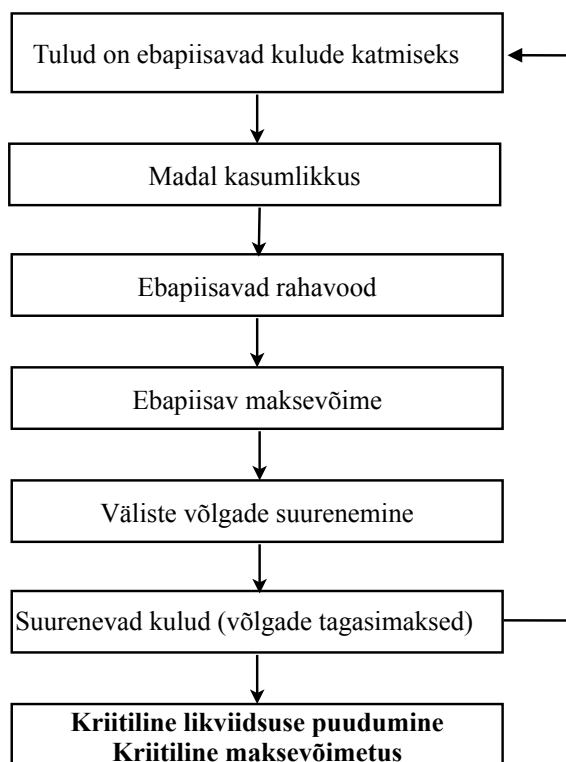 Tulud on ebapiisavad kulude katmiseks
Madal kasumlikkus
Ebapiisavad rahavood
Ebapiisav maksevõime
Väliste võlgade suurenemine
Suurenevad kulud (võlgade tagasimaksed)
Kriitiline likviidsuse puudumine
Kriitiline maksevõimetus